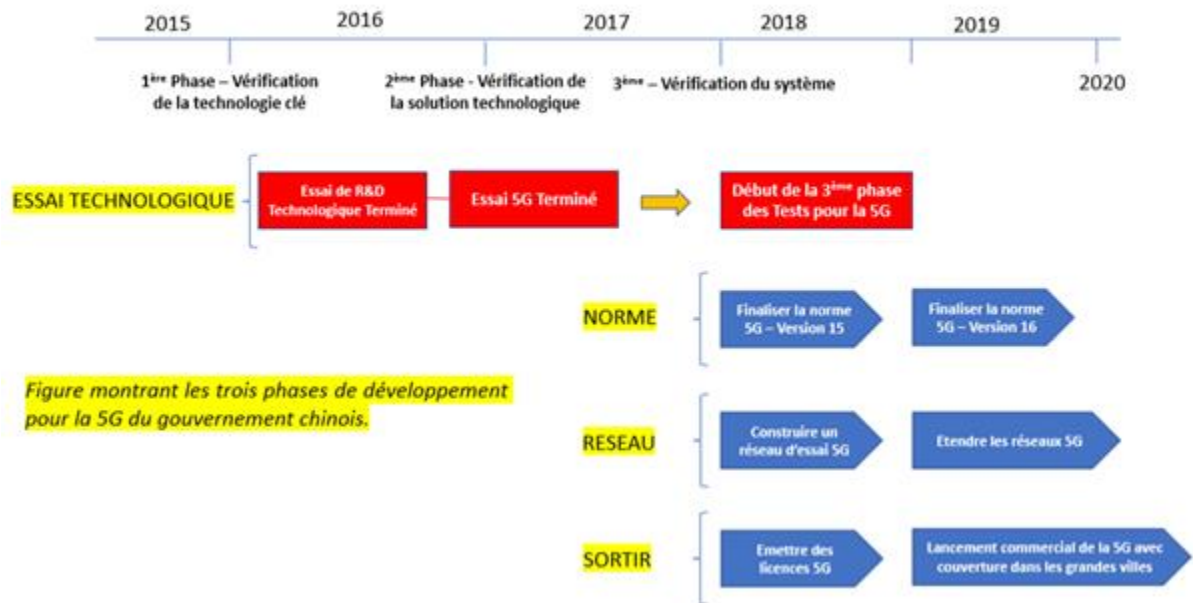 2015
2016
2017
2018
2019
1ère Phase – Vérification
de la technologie clé
2ème Phase - Vérification de
la solution technologique
3ème – Vérification du système
2020
ESSAI TECHNOLOGIQUE
Essai de R&D
Technologique Terminé
Essai 5G Terminé
Début de la 3ème phase
des Tests pour la 5G
NORME
Finaliser la norme
5G – Version 15
Finaliser la norme
5G – Version 16
Figure montrant les trois phases de développement
pour la 5G du gouvernement chinois.
RESEAU
Construire un
réseau d'essai 5G
Etendre les réseaux 5G
SORTIR
Emettre des
licences 5G
Lancement commercial de la 5G avec
couverture dans les grandes villes